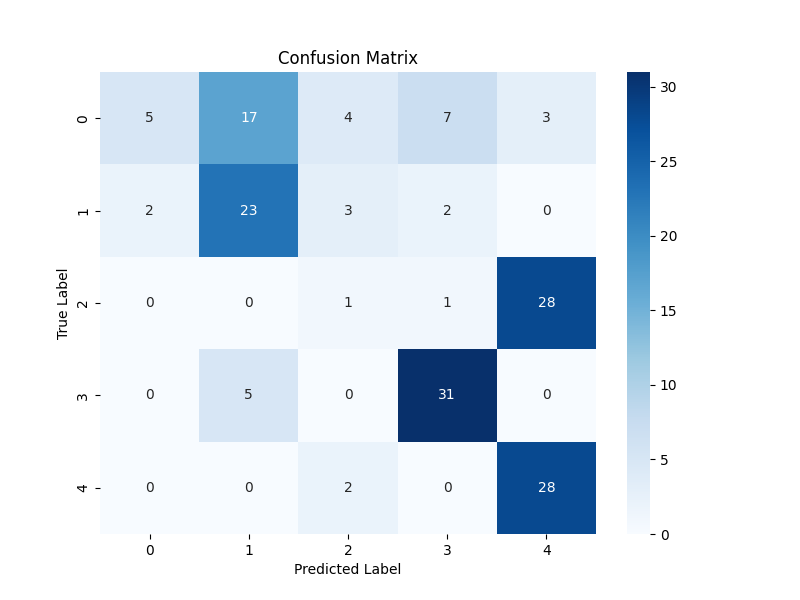 Confusion Matrix
True Label
0 5 17 4 7 3
1 2 23 3 2 0
2 0 0 1 1 28
3 0 5 0 31 0
4 0 0 2 0 28
0 1 2 3 4
Predicted Label
30
25
20
15
10
5
0